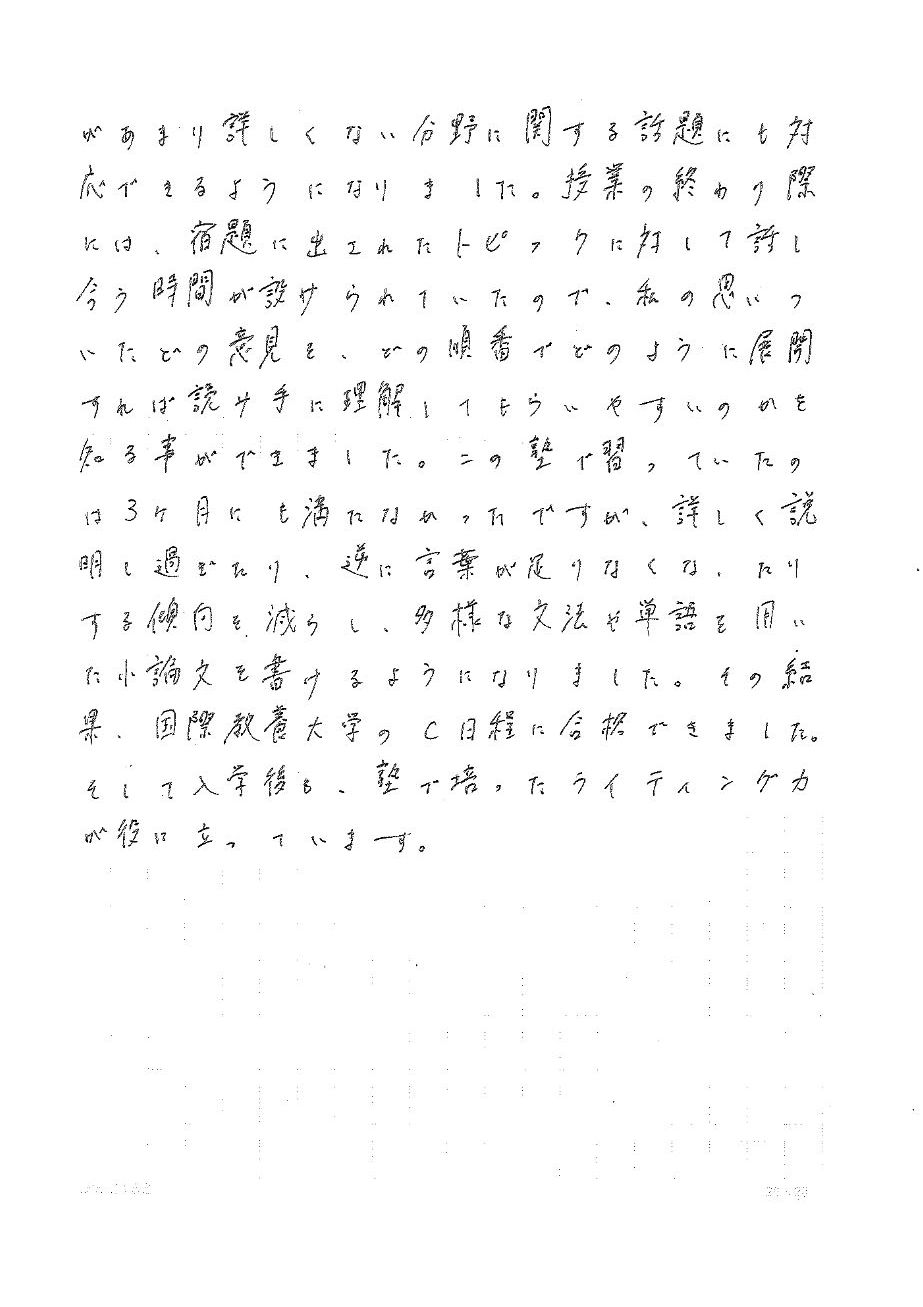 があまり詳しくない分野に関する話題にも対
応できるようになりました。授業の終わり際
には、宿題に出されたトピックに対して話し
合う時間が設けられていたので、私の思いつ
いたどの意見を、どの順番でどのように展開
すれば読み手に理解してもらいやすいのかを
知る事ができました。この塾で習っていたの
は3ヶ月にも満たなかったですが、詳しく説
明し過ぎたり、逆に言葉が足りなくなったり
する傾向を減らし、多様な文法や単語を用い
た小論文を書けるようになりました。その結
果、国際教養大学のC日程に合格できました。
そして入学後も、塾で培ったライティング力
が役に立っています。